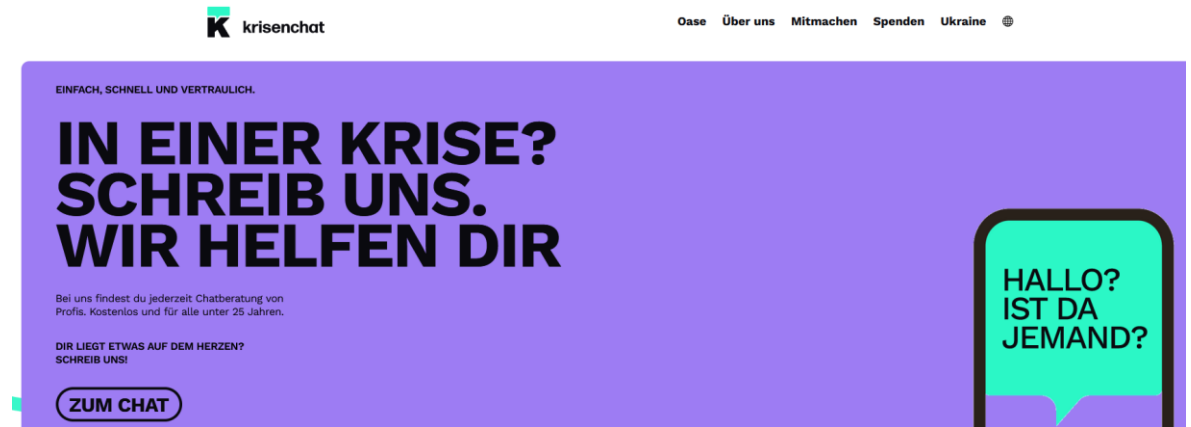 krisenchat
Oase Über uns Mitmachen Spenden Ukraine
EINFACH, SCHNELL UND VERTRAULICH.
IN EINER KRISE?
SCHREIB UNS.
WIR HELFEN DIR
Bei uns findest du jederzeit Chatberatung von
Profis. Kostenlos und für alle unter 25 Jahren.
DIR LIEGT ETWAS AUF DEM HERZEN?
SCHREIB UNS!
ZUM CHAT
HALLO?
IST DA
JEMAND?